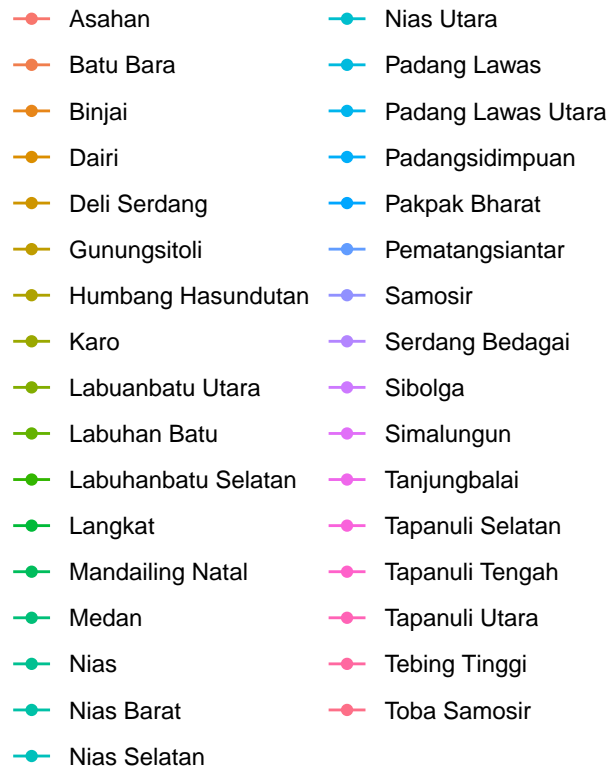 Asahan
Batu Bara
Binjai
Dairi
Deli Serdang
Gunungsitoli
Humbang Hasundutan
Karo
Labuanbatu Utara
Labuhan Batu
Labuhanbatu Selatan
Langkat
Mandailing Natal
Medan
Nias
Nias Barat
Nias Selatan
Nias Utara
Padang Lawas
Padang Lawas Utara
Padangsidimpuan
Pakpak Bharat
Pematangsiantar
Samosir
Serdang Bedagai
Sibolga
Simalungun
Tanjungbalai
Tapanuli Selatan
Tapanuli Tengah
Tapanuli Utara
Tebing Tinggi
Toba Samosir